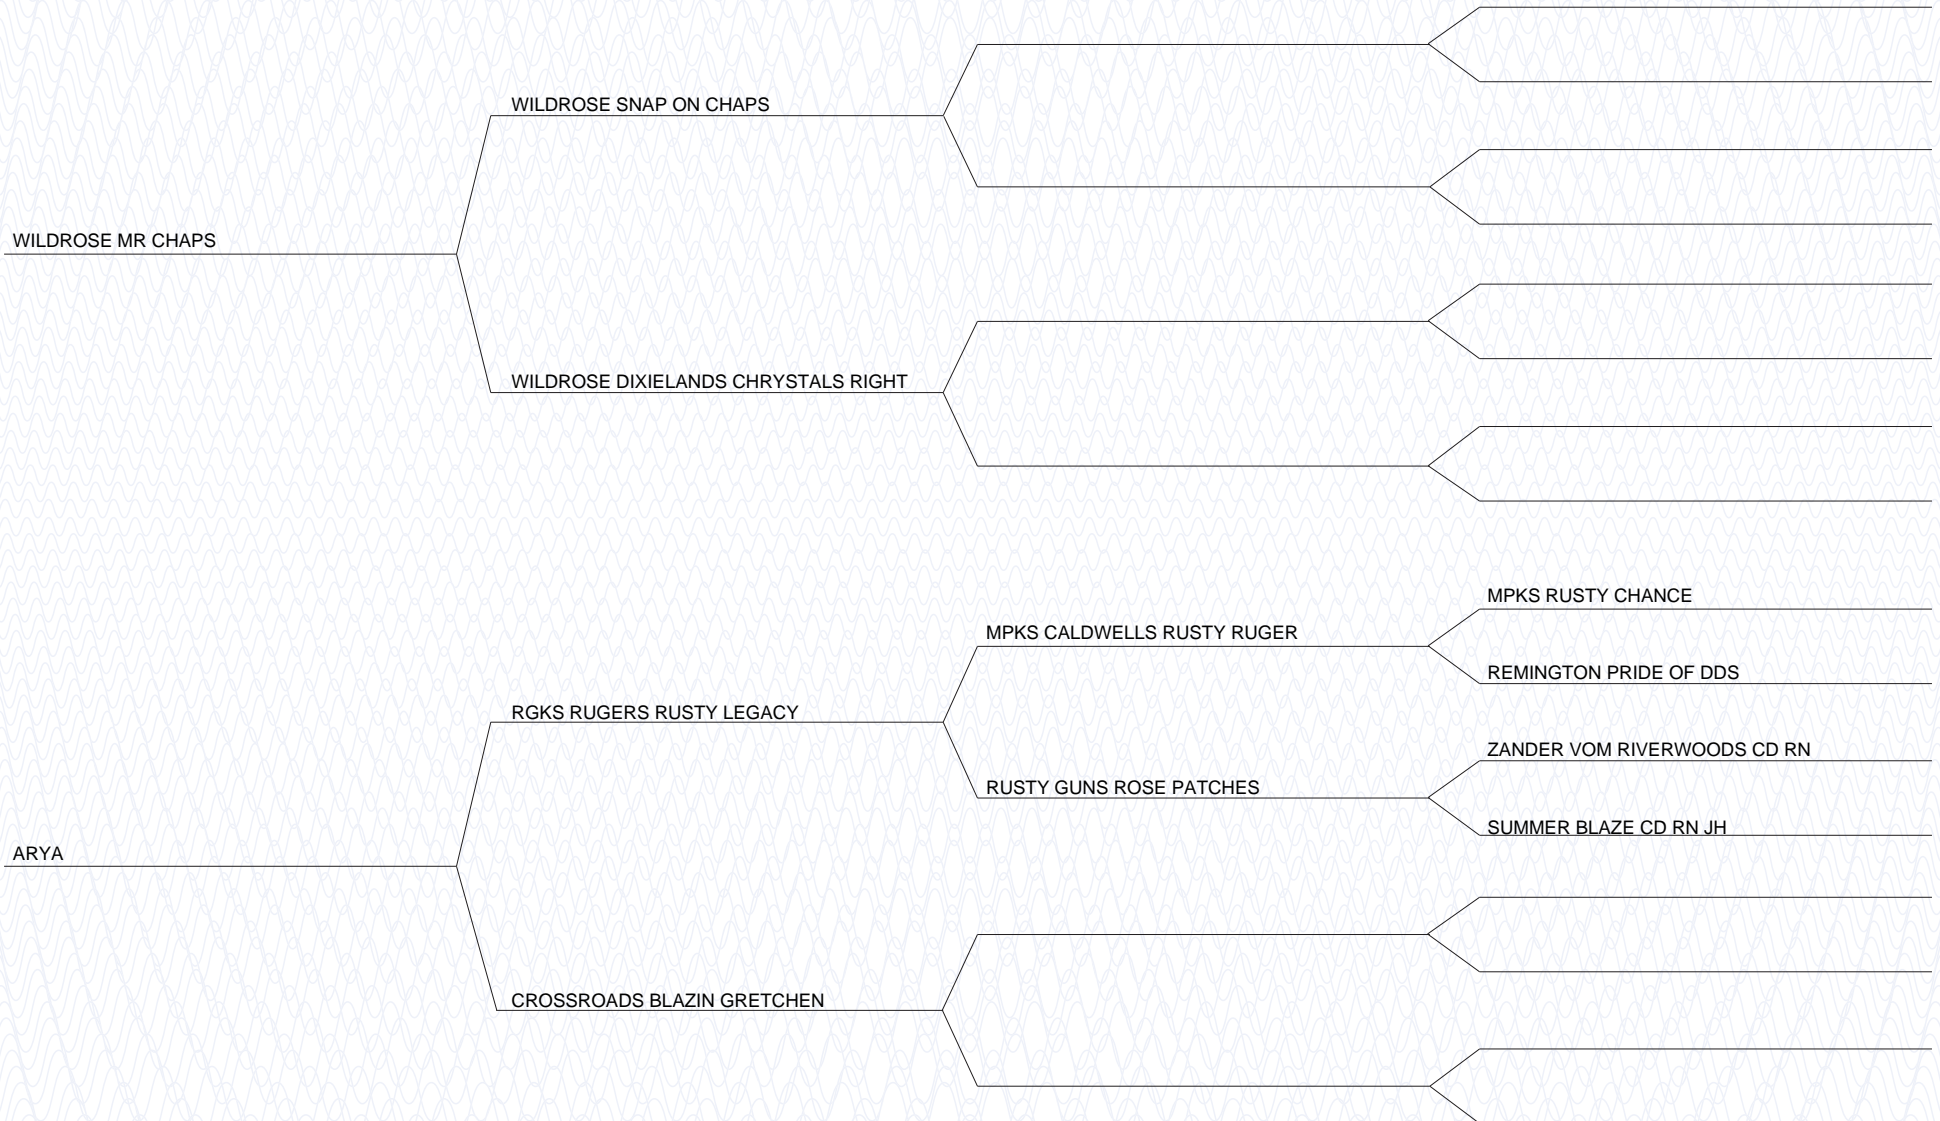 WILDROSE SNAP ON CHAPS
WILDROSE MR CHAPS
WILDROSE DIXIELANDS CHRYSTALS RIGHT
MPKS RUSTY CHANCE
MPKS CALDWELLS RUSTY RUGER
REMINGTON PRIDE OF DDS
RGKS RUGERS RUSTY LEGACY
ZANDER VOM RIVERWOODS CD RN
RUSTY GUNS ROSE PATCHES
SUMMER BLAZE CD RN JH
ARYA
CROSSROADS BLAZIN GRETCHEN